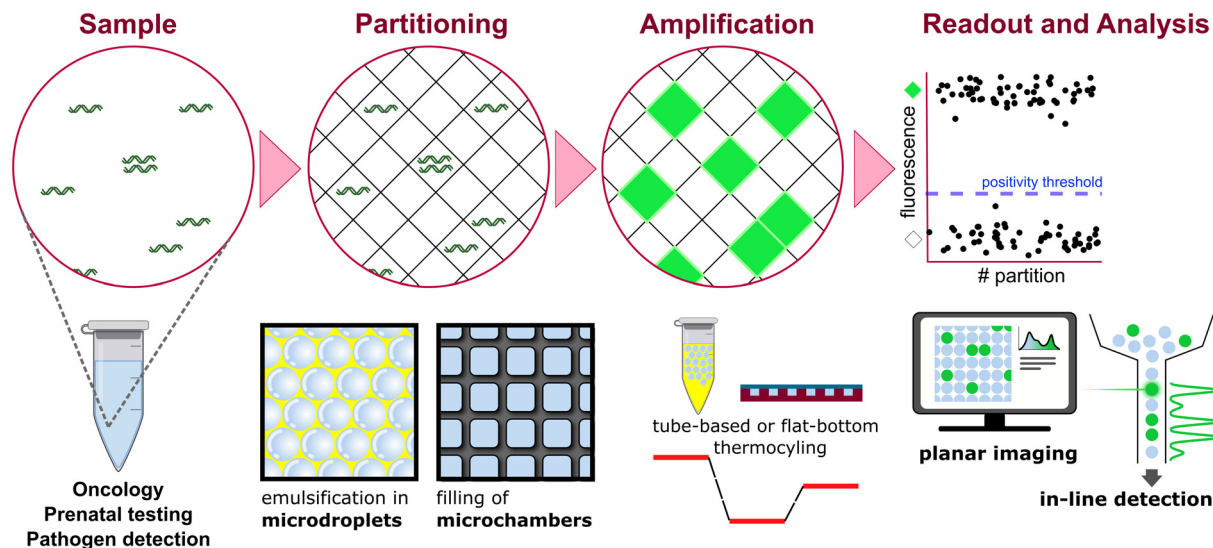 Sample
Partitioning
Amplification
Readout and Analysis
fluorescence
positivity threshold
# partition
Oncology
Prenatal testing
Pathogen detection
emulsification in
microdroplets
filling of
microchambers
tube-based or flat-bottom
thermocyling
planar imaging
in-line detection